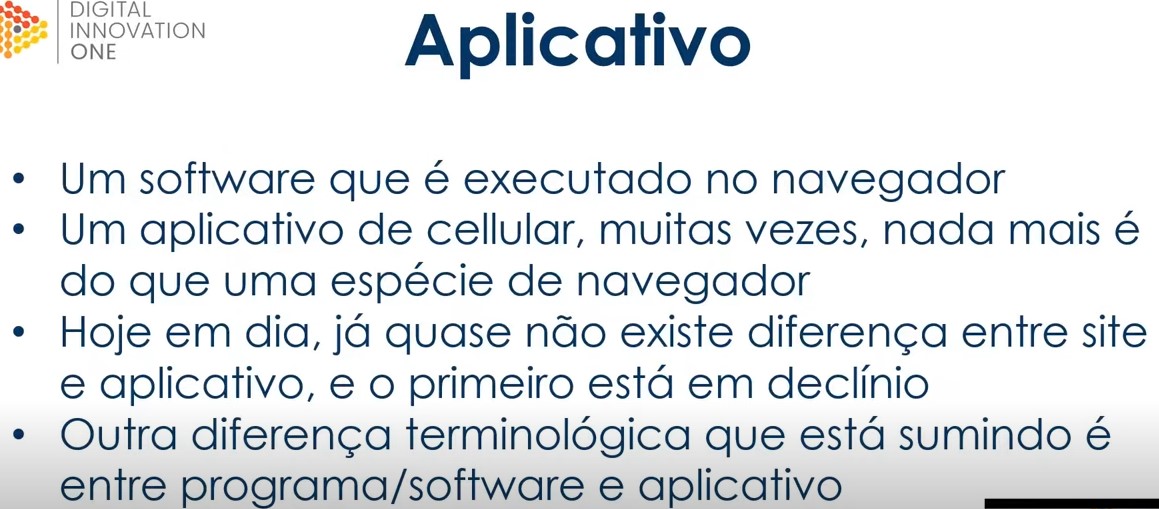 DIGITAL
INNOVATION
ONE
Aplicativo
• Um software que é executado no navegador
• Um aplicativo de cellular, muitas vezes, nada mais é
do que uma espécie de navegador
• Hoje em dia, já quase não existe diferença entre site
e aplicativo, e o primeiro está em declínio
• Outra diferença terminológica que está sumindo é
entre programa/software e aplicativo